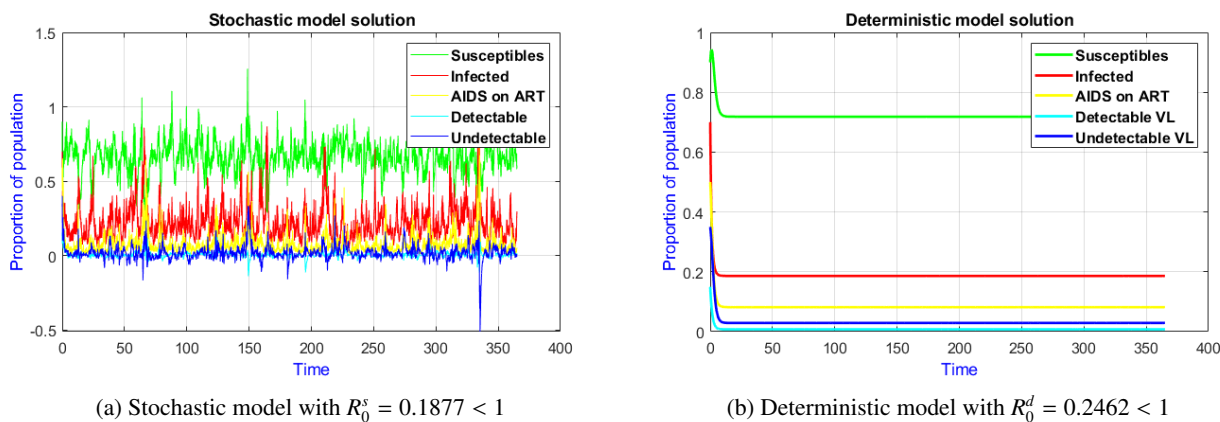 Stochastic model solution
1.5
1
0.5
0
-0.5
Proportion of population
Susceptibles
Infected
AIDS on ART
Detectable
Undetectable
0 50 100 150 200 250 300 350 400
Time
(a) Stochastic model with R_0^s = 0.1877 < 1
Deterministic model solution
1
0.8
0.6
0.4
0.2
0
Proportion of population
Susceptibles
Infected
AIDS on ART
Detectable VL
Undetectable VL
0 50 100 150 200 250 300 350 400
Time
(b) Deterministic model with R_0^d = 0.2462 < 1